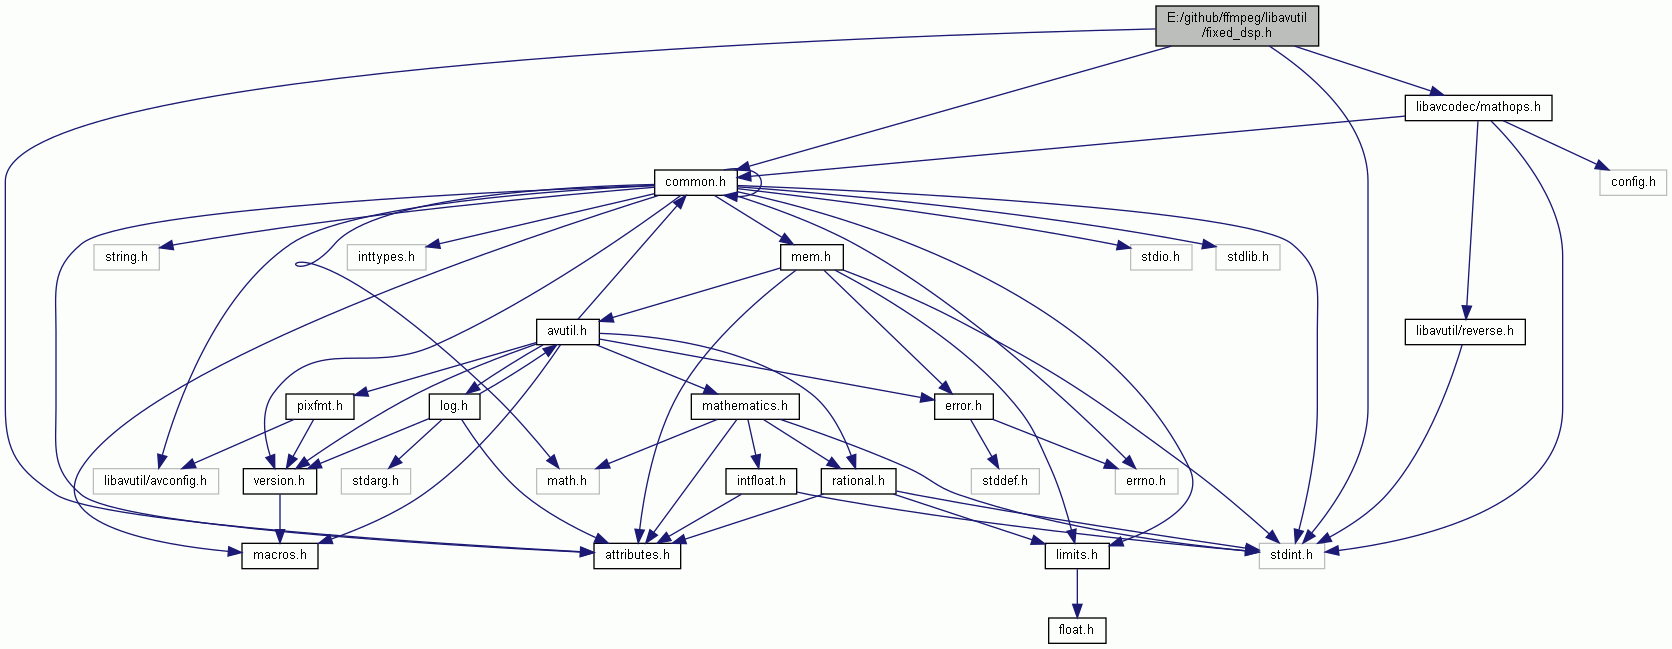 E:/github/ffmpeg/libavutil
/fixed_dsp.h
libavcodec/mathops.h
common.h
config.h
string.h
inttypes.h
mem.h
stdio.h
stdlib.h
avutil.h
libavutil/reverse.h
pixfmt.h
log.h
mathematics.h
error.h
libavutil/avconfig.h
version.h
stdarg.h
math.h
intfloat.h
rational.h
stddef.h
errno.h
macros.h
attributes.h
limits.h
stdint.h
float.h